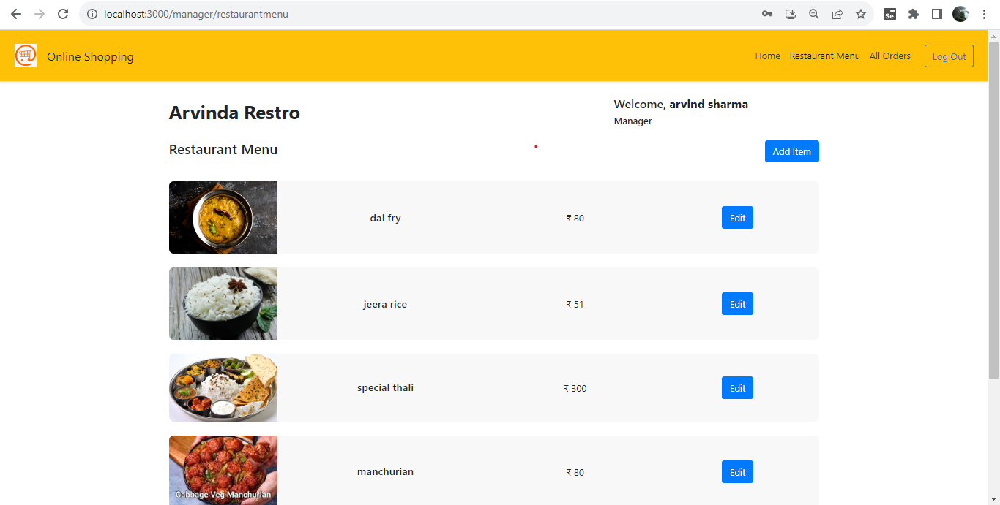 localhost:3000/manager/restaurantmenu
Se
Online Shopping
Home Restaurant Menu All Orders Log Out
Arvinda Restro
Welcome, arvind sharma
Manager
Restaurant Menu
Add Item
dal fry ₹ 80 Edit
jeera rice ₹ 51 Edit
special thali ₹ 300 Edit
manchurian ₹ 80 Edit
Cabbage Veg Manchurian